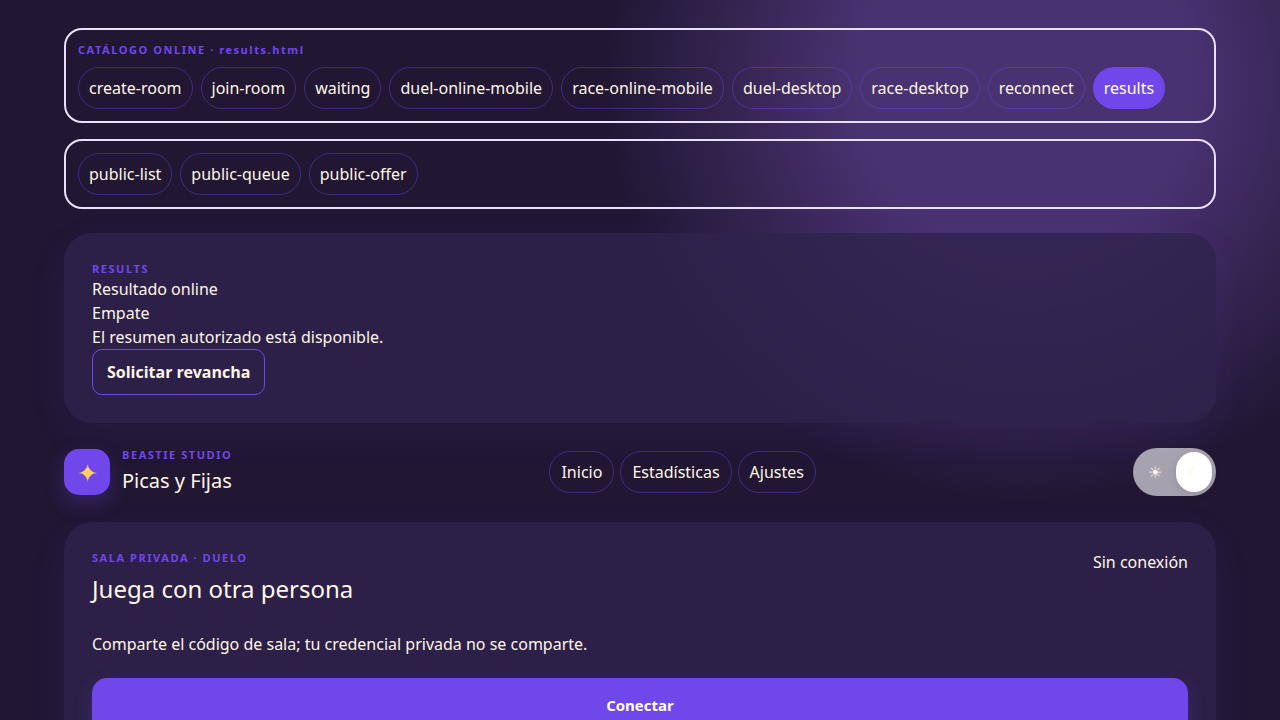 CATÁLOGO ONLINE · results.html
create-room join-room waiting duel-online-mobile race-online-mobile duel-desktop race-desktop reconnect results
public-list public-queue public-offer
RESULTS
Resultado online
Empate
El resumen autorizado está disponible.
Solicitar revancha
BEASTIE STUDIO
Picas y Fijas
Inicio Estadísticas Ajustes
SALA PRIVADA · DUELO
Sin conexión
Juega con otra persona
Comparte el código de sala; tu credencial privada no se comparte.
Conectar